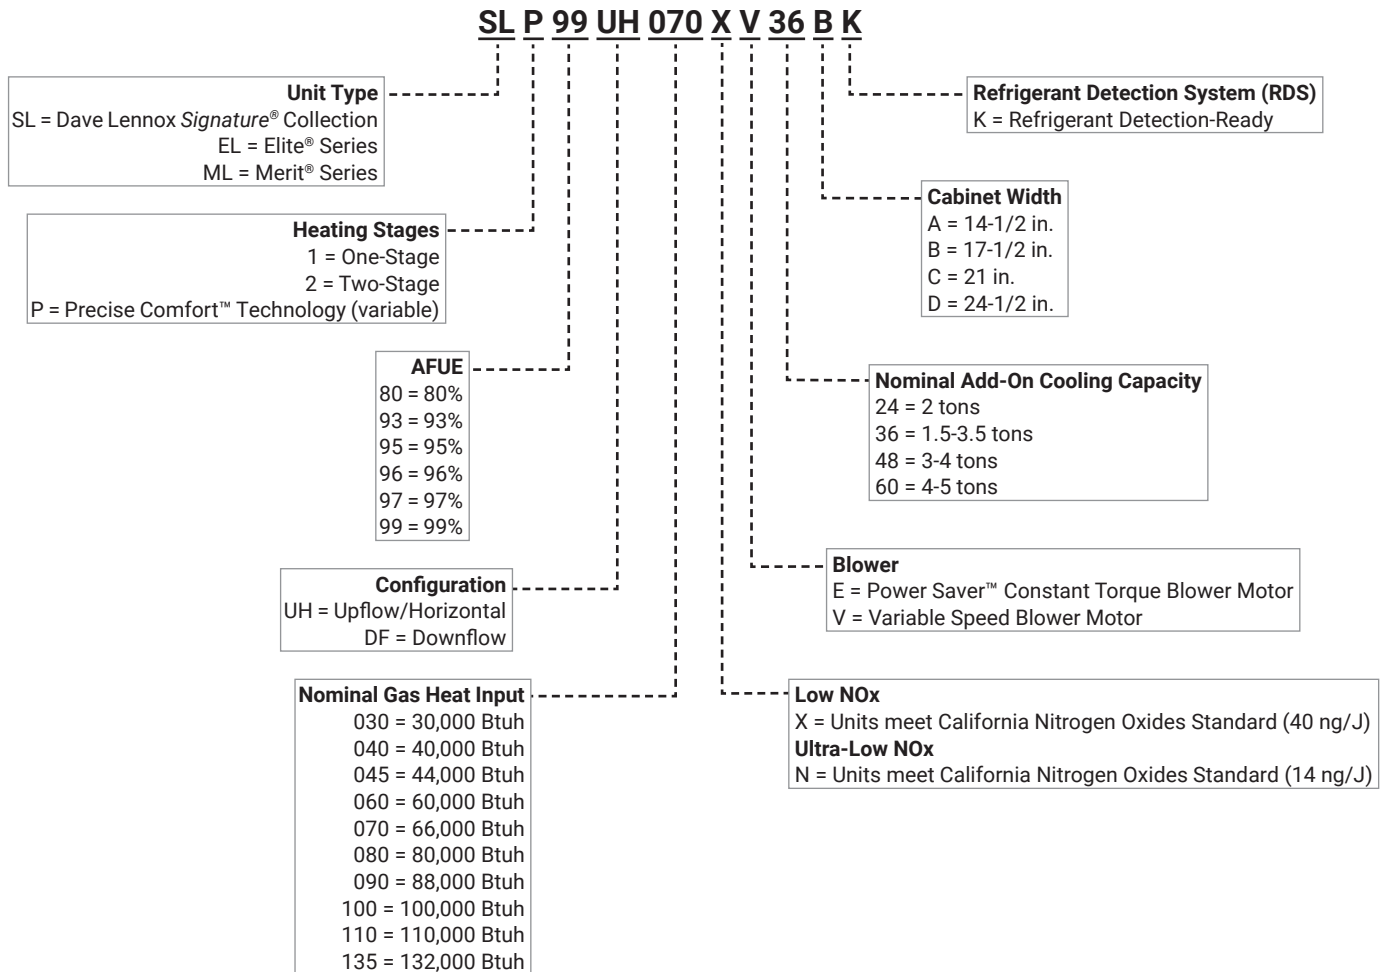 SL P 99 UH 070 X V 36 B K
Unit Type
SL = Dave Lennox Signature® Collection
EL = Elite® Series
ML = Merit® Series
Heating Stages
1 = One-Stage
2 = Two-Stage
P = Precise Comfort™ Technology (variable)
AFUE
80 = 80%
93 = 93%
95 = 95%
96 = 96%
97 = 97%
99 = 99%
Configuration
UH = Upflow/Horizontal
DF = Downflow
Nominal Gas Heat Input
030 = 30,000 Btuh
040 = 40,000 Btuh
045 = 44,000 Btuh
060 = 60,000 Btuh
070 = 66,000 Btuh
080 = 80,000 Btuh
090 = 88,000 Btuh
100 = 100,000 Btuh
110 = 110,000 Btuh
135 = 132,000 Btuh
Refrigerant Detection System (RDS)
K = Refrigerant Detection-Ready
Cabinet Width
A = 14-1/2 in.
B = 17-1/2 in.
C = 21 in.
D = 24-1/2 in.
Nominal Add-On Cooling Capacity
24 = 2 tons
36 = 1.5-3.5 tons
48 = 3-4 tons
60 = 4-5 tons
Blower
E = Power Saver™ Constant Torque Blower Motor
V = Variable Speed Blower Motor
Low NOx
X = Units meet California Nitrogen Oxides Standard (40 ng/J)
Ultra-Low NOx
N = Units meet California Nitrogen Oxides Standard (14 ng/J)